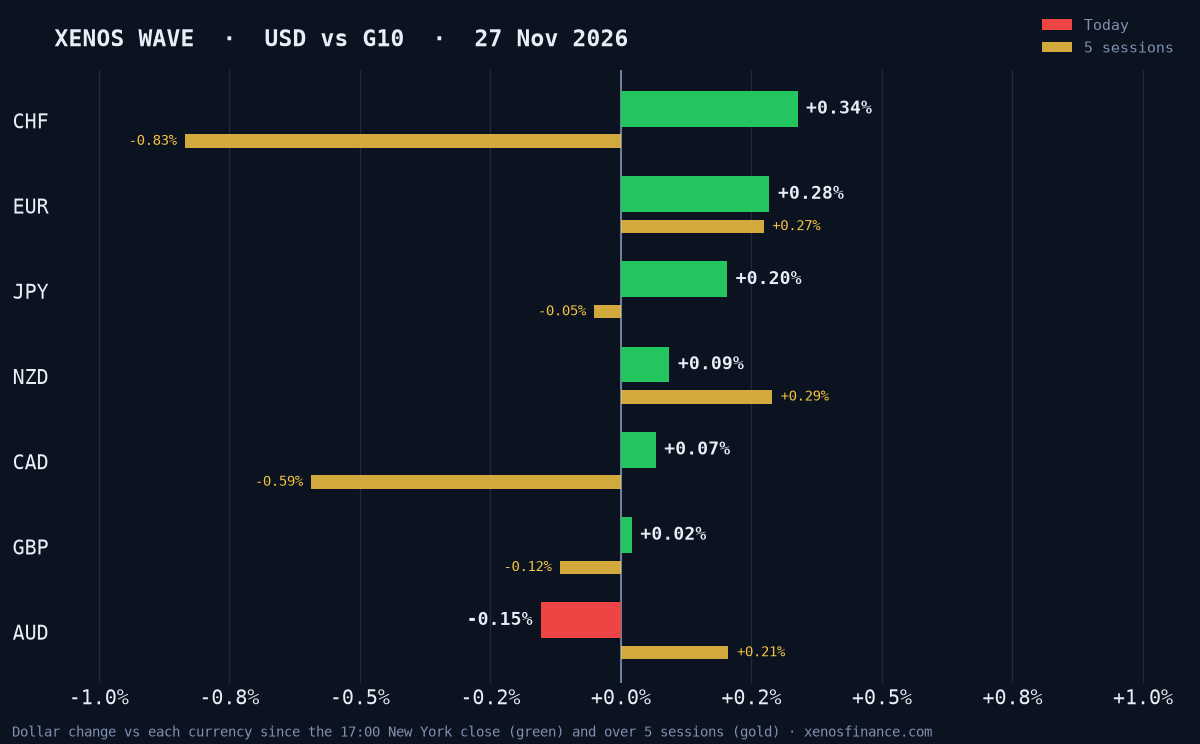 XENOS WAVE · USD vs G10 · 27 Nov 2026
Today
5 sessions
CHF
+0.34%
-0.83%
EUR
+0.28%
+0.27%
JPY
+0.20%
-0.05%
NZD
+0.09%
+0.29%
CAD
+0.07%
-0.59%
GBP
+0.02%
-0.12%
AUD
-0.15%
+0.21%
-1.0% -0.8% -0.5% -0.2% +0.0% +0.2% +0.5% +0.8% +1.0%
Dollar change vs each currency since the 17:00 New York close (green) and over 5 sessions (gold) · xenosfinance.com